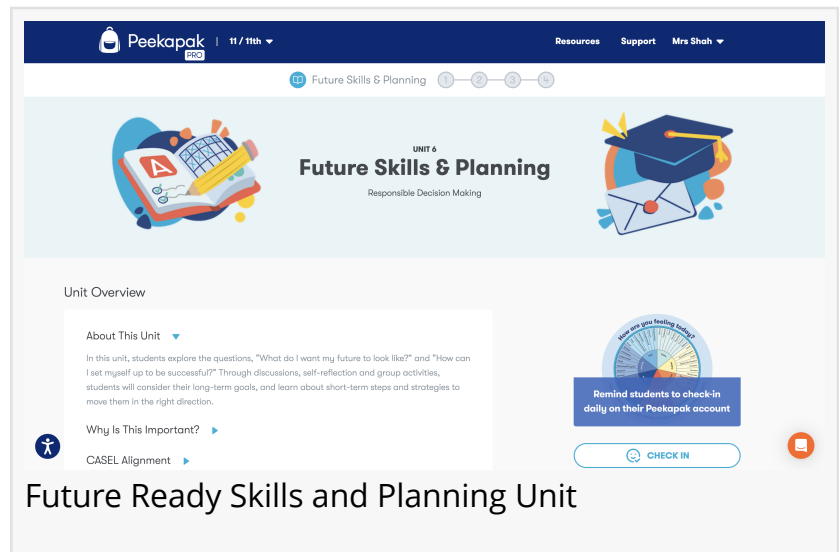 Peekapak
PRO
11 / 11th
Resources Support Mrs Shah
Future Skills & Planning 1 2 3 4
UNIT 6
Future Skills & Planning
Responsible Decision Making
A
Unit Overview
About This Unit
In this unit, students explore the questions, "What do I want my future to look like?" and "How can
I set myself up to be successful?" Through discussions, self-reflection and group activities,
students will consider their long-term goals, and learn about short-term steps and strategies to
move them in the right direction.
Why Is This Important?
CASEL Alignment
How are you feeling today?
Remind students to check-in
daily on their Peekapak account
CHECK IN
Future Ready Skills and Planning Unit